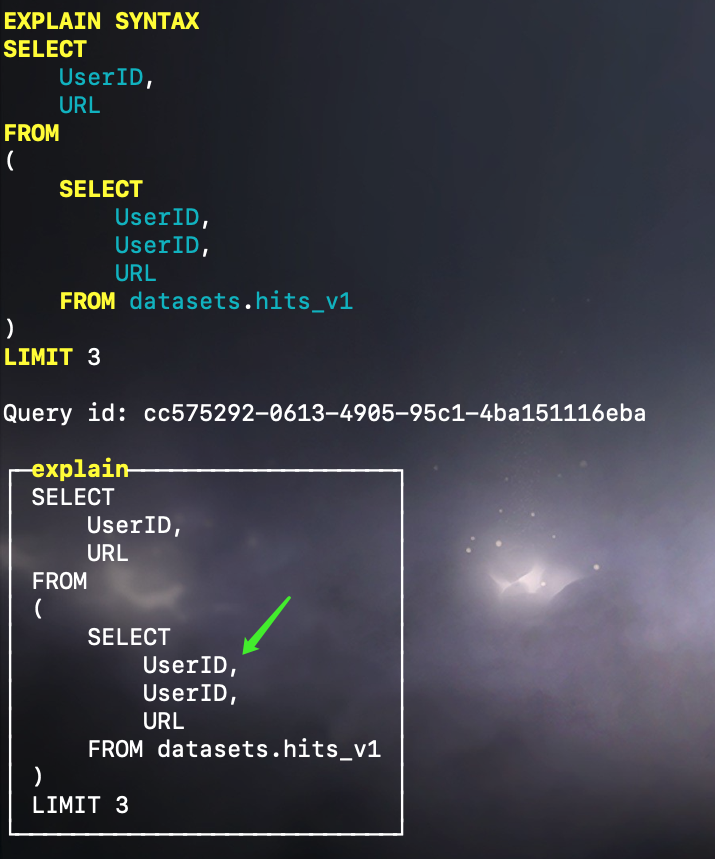 EXPLAIN SYNTAX
SELECT
    UserID,
    URL
FROM
(
    SELECT
        UserID,
        UserID,
        URL
    FROM datasets.hits_v1
)
LIMIT 3
Query id: cc575292-0613-4905-95c1-4ba151116eba
explain
SELECT
    UserID,
    URL
FROM
(
    SELECT
        UserID,
        UserID,
        URL
    FROM datasets.hits_v1
)
LIMIT 3